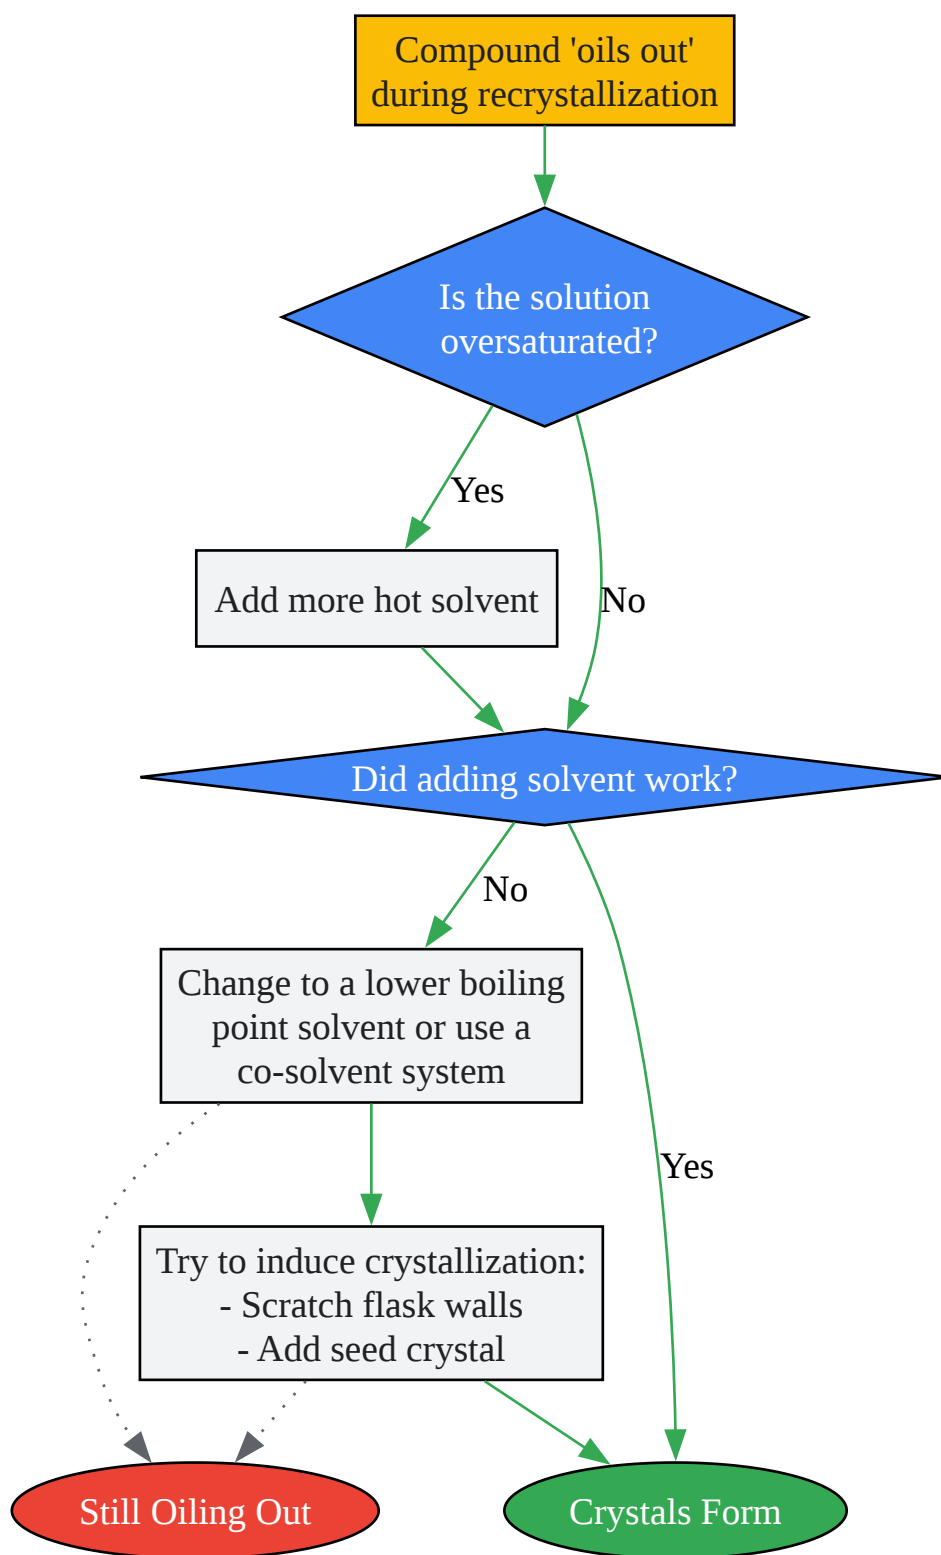 Compound 'oils out'
during recrystallization
Is the solution
oversaturated?
Yes
Add more hot solvent
No
Did adding solvent work?
No
Change to a lower boiling
point solvent or use a
co-solvent system
Yes
Try to induce crystallization:
- Scratch flask walls
- Add seed crystal
Still Oiling Out
Crystals Form